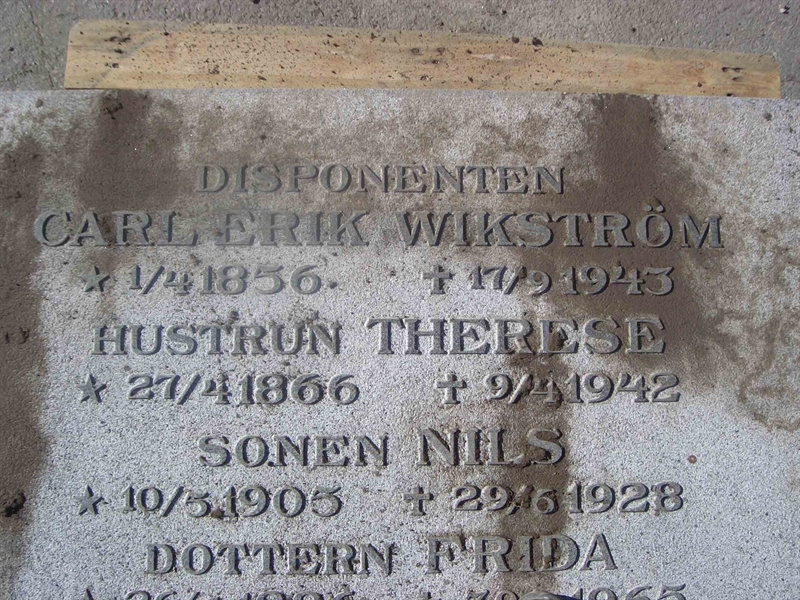 DISPONENTEN
CARL ERIK WIKSTRÖM
★ 1/4 1856. ✝ 17/9 1943
HUSTRUN THERESE
★ 27/4 1866 ✝ 9/4 1942
SONEN NILS
★ 10/5 1905 ✝ 29/6 1928
DOTTERN FRIDA
✝ 1965